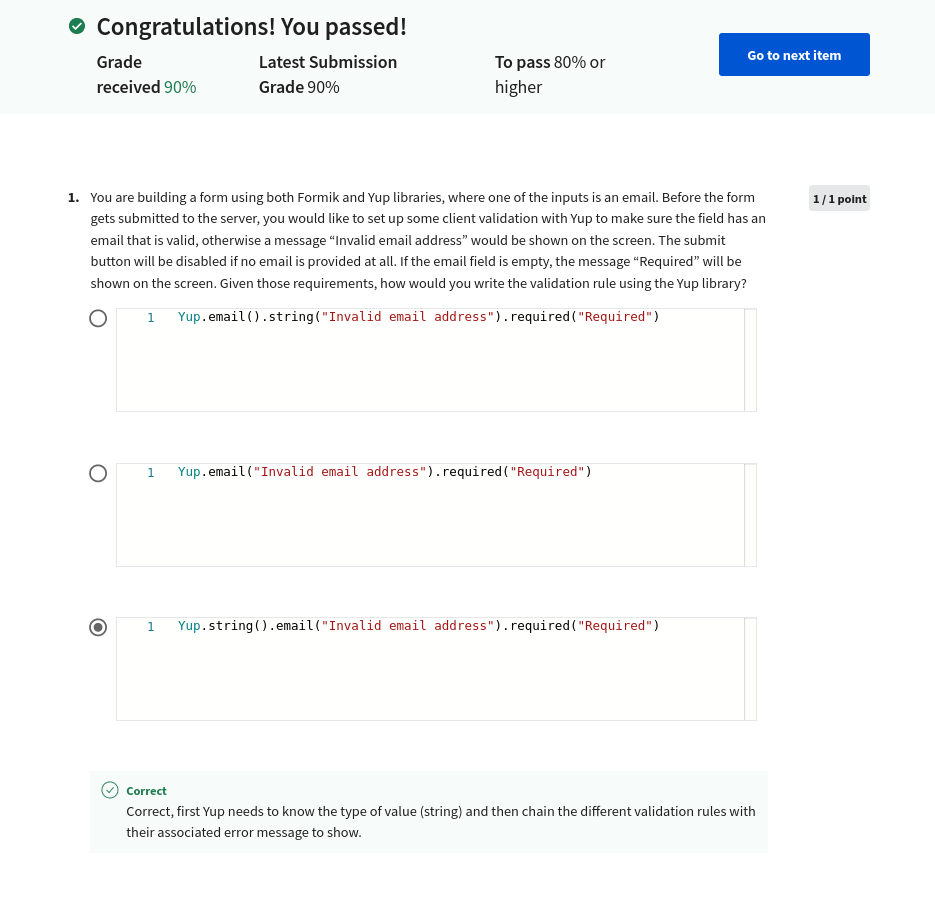 Congratulations! You passed!
Grade received 90%
Latest Submission Grade 90%
To pass 80% or higher
Go to next item
1. You are building a form using both Formik and Yup libraries, where one of the inputs is an email. Before the form
gets submitted to the server, you would like to set up some client validation with Yup to make sure the field has an
email that is valid, otherwise a message “Invalid email address” would be shown on the screen. The submit
button will be disabled if no email is provided at all. If the email field is empty, the message “Required” will be
shown on the screen. Given those requirements, how would you write the validation rule using the Yup library?
1 / 1 point
1 Yup.email().string("Invalid email address").required("Required")
1 Yup.email("Invalid email address").required("Required")
1 Yup.string().email("Invalid email address").required("Required")
Correct
Correct, first Yup needs to know the type of value (string) and then chain the different validation rules with
their associated error message to show.